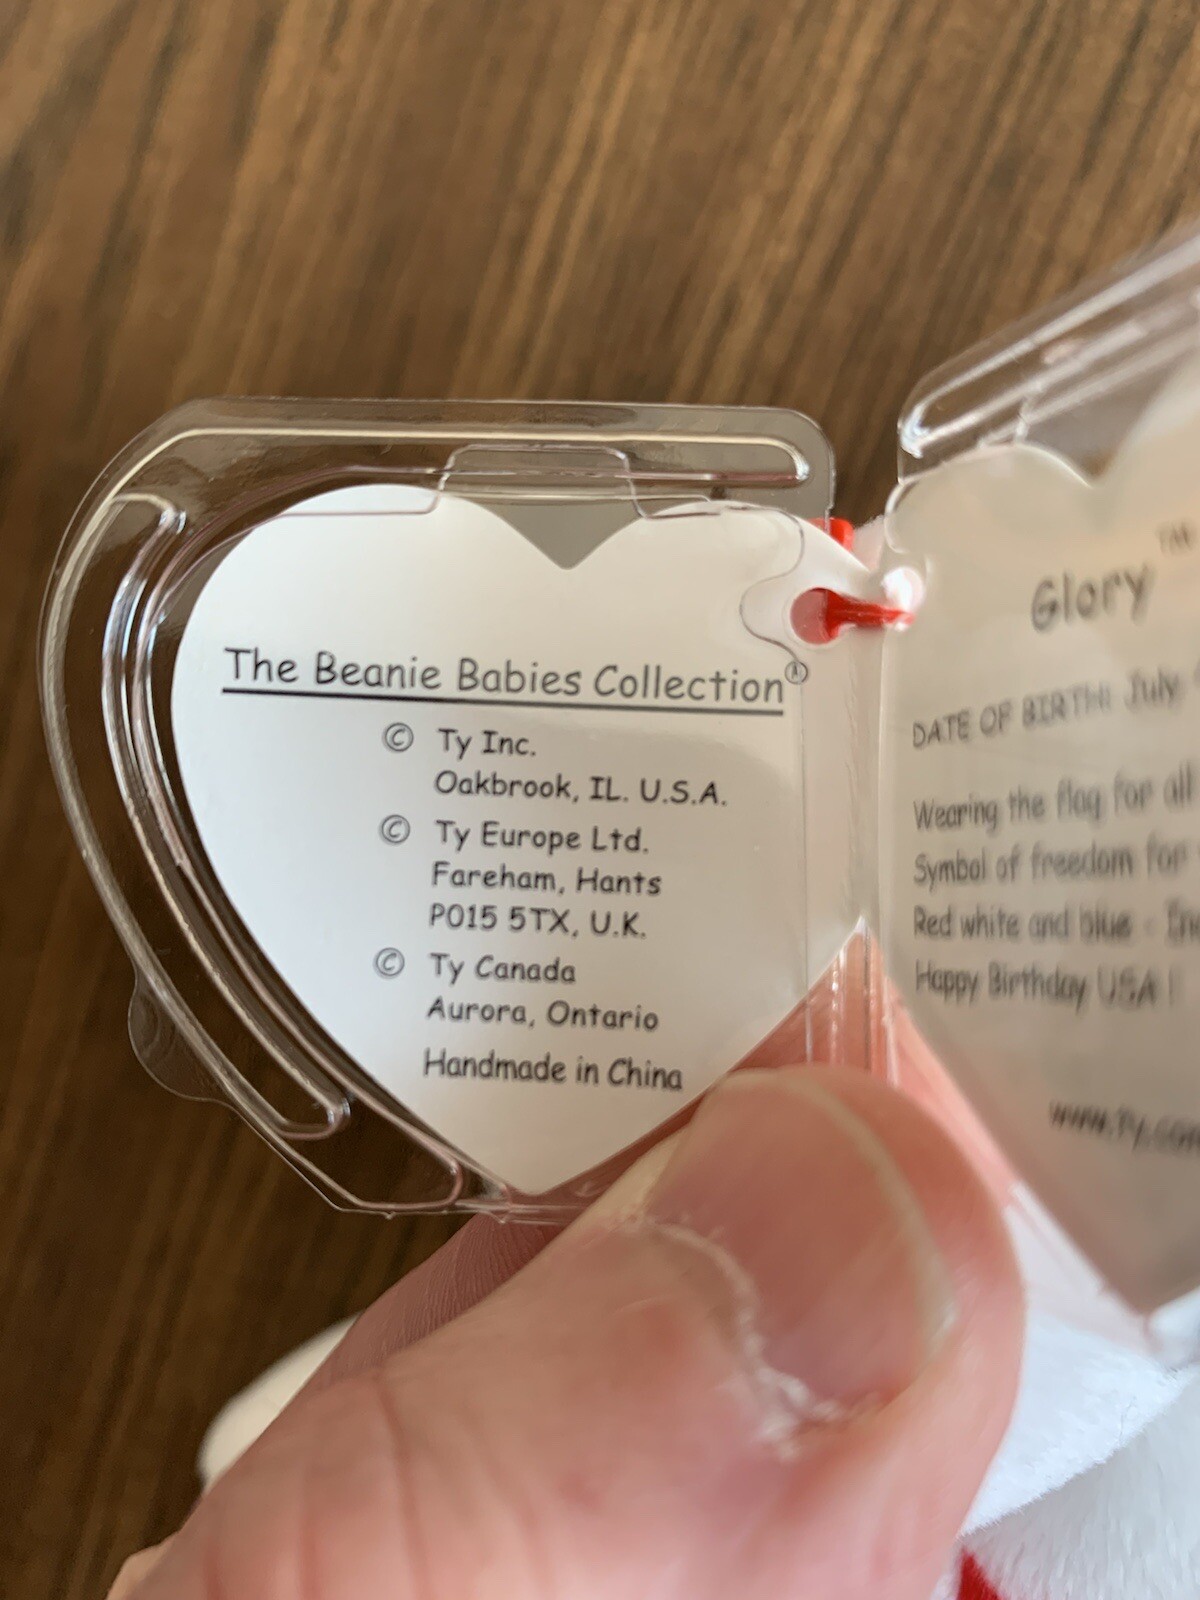 The Beanie Babies Collection®
© Ty Inc.
Oakbrook, IL. U.S.A.
© Ty Europe Ltd.
Fareham, Hants
PO15 5TX, U.K.
© Ty Canada
Aurora, Ontario
Handmade in China
Glory
DATE OF BIRTH: July
Wearing the flag for all
Symbol of freedom for
Red white and blue -
Happy Birthday USA !